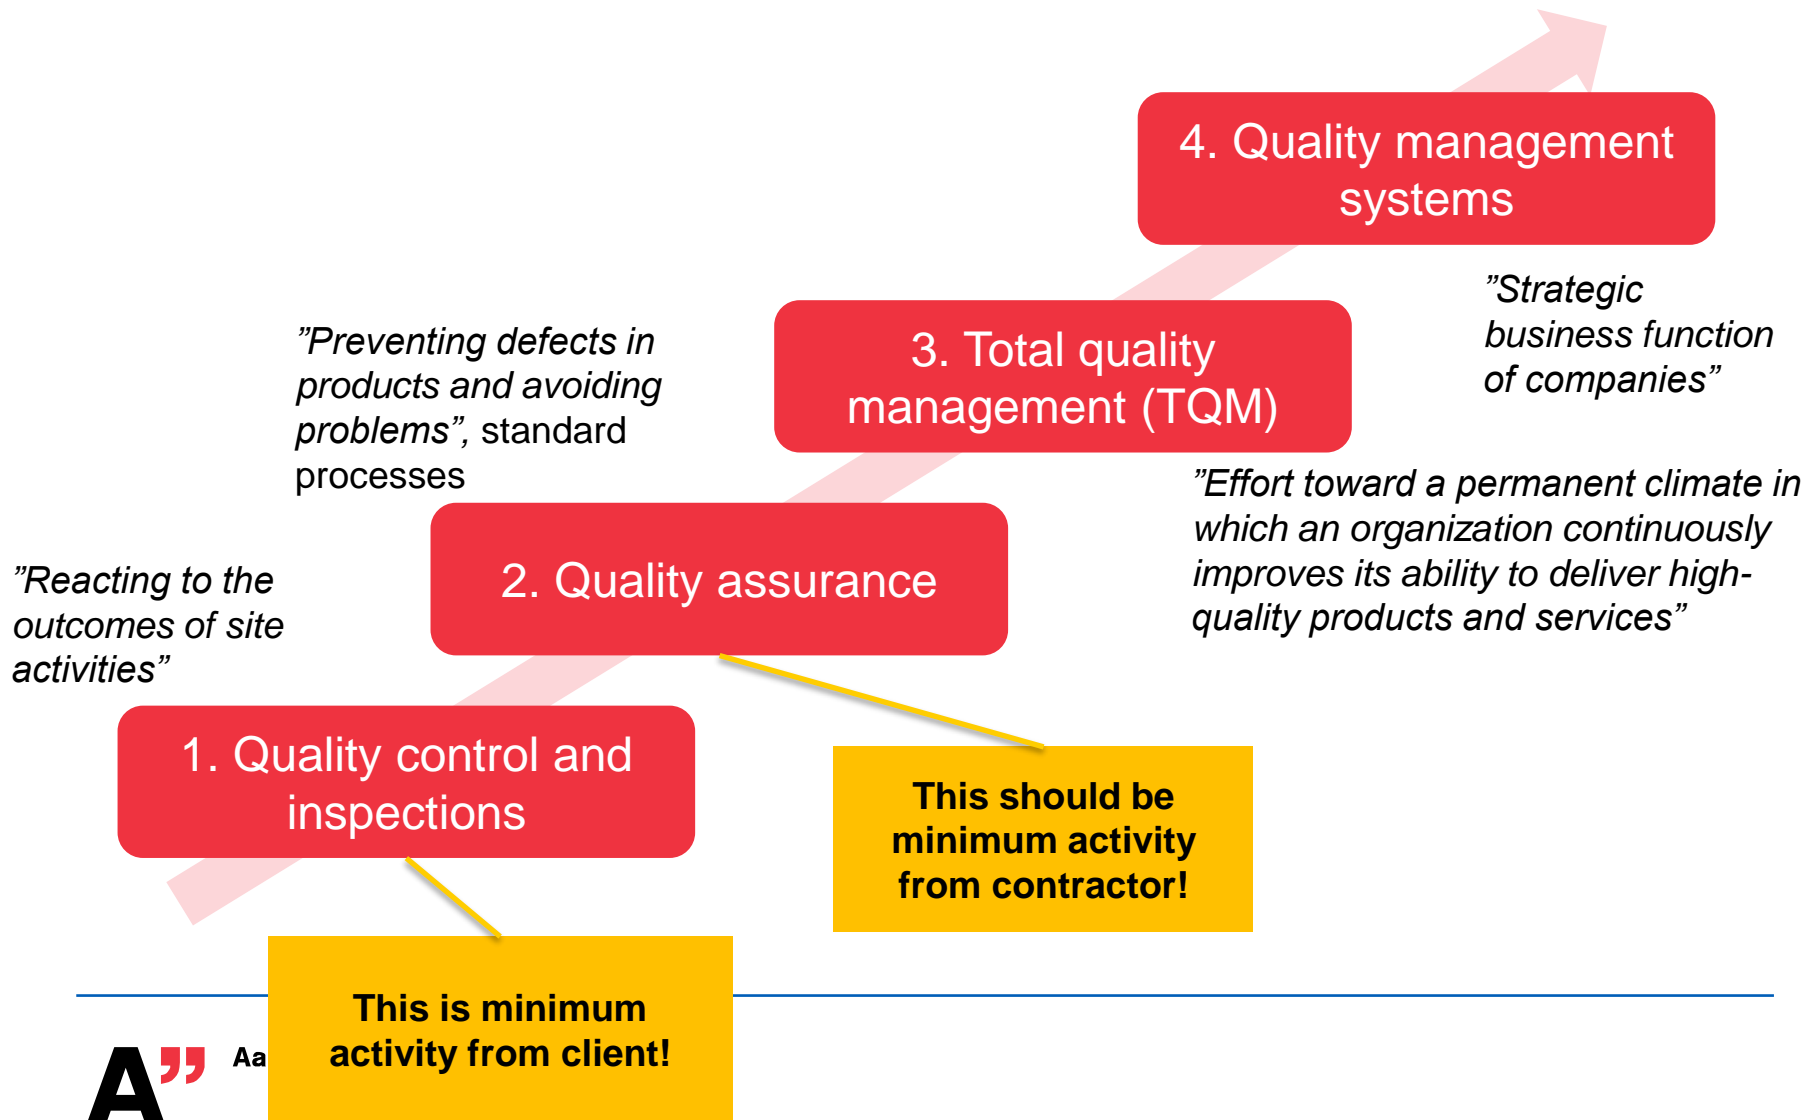 4. Quality management
systems
”Strategic
business function
of companies”
3. Total quality
management (TQM)
”Effort toward a permanent climate in
which an organization continuously
improves its ability to deliver high-
quality products and services”
”Preventing defects in
products and avoiding
problems”, standard
processes
2. Quality assurance
This should be
minimum activity
from contractor!
”Reacting to the
outcomes of site
activities”
1. Quality control and
inspections
This is minimum
activity from client!
A”
Aa